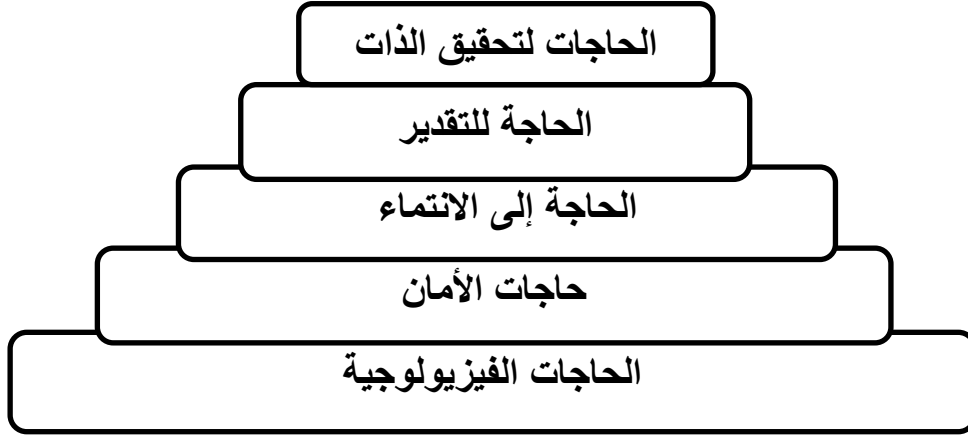 الحاجات لتحقيق الذات
الحاجة للتقدير
الحاجة إلى الانتماء
حاجات الأمان
الحاجات الفيزيولوجية